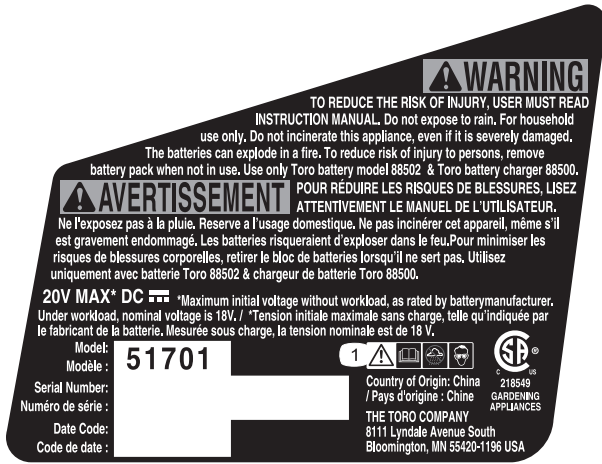 WARNING
TO REDUCE THE RISK OF INJURY, USER MUST READ
INSTRUCTION MANUAL. Do not expose to rain. For household
use only. Do not incinerate this appliance, even if it is severely damaged.
The batteries can explode in a fire. To reduce risk of injury to persons, remove
battery pack when not in use. Use only Toro battery model 88502 & Toro battery charger 88500.
AVERTISSEMENT POUR RÉDUIRE LES RISQUES DE BLESSURES, LISEZ
ATTENTIVEMENT LE MANUEL DE L'UTILISATEUR.
Ne l'exposez pas à la pluie. Reserve a l'usage domestique. Ne pas incinérer cet appareil, même s'il
est gravement endommagé. Les batteries risqueraient d'exploser dans le feu.Pour minimiser les
risques de blessures corporelles, retirer le bloc de batteries lorsqu'il ne sert pas. Utilisez
uniquement avec batterie Toro 88502 & chargeur de batterie Toro 88500.
20V MAX* DC *Maximum initial voltage without workload, as rated by batterymanufacturer.
Under workload, nominal voltage is 18V. / *Tension initiale maximale sans charge, telle qu'indiquée par
le fabricant de la batterie. Mesurée sous charge, la tension nominale est de 18 V.
Model:
Modèle :
51701
Serial Number:
Numéro de série :
Date Code:
Code de date :
1
Country of Origin: China
/ Pays d'origine : Chine
THE TORO COMPANY
8111 Lyndale Avenue South
Bloomington, MN 55420-1196 USA
SA ®
C US
218549
GARDENING
APPLIANCES